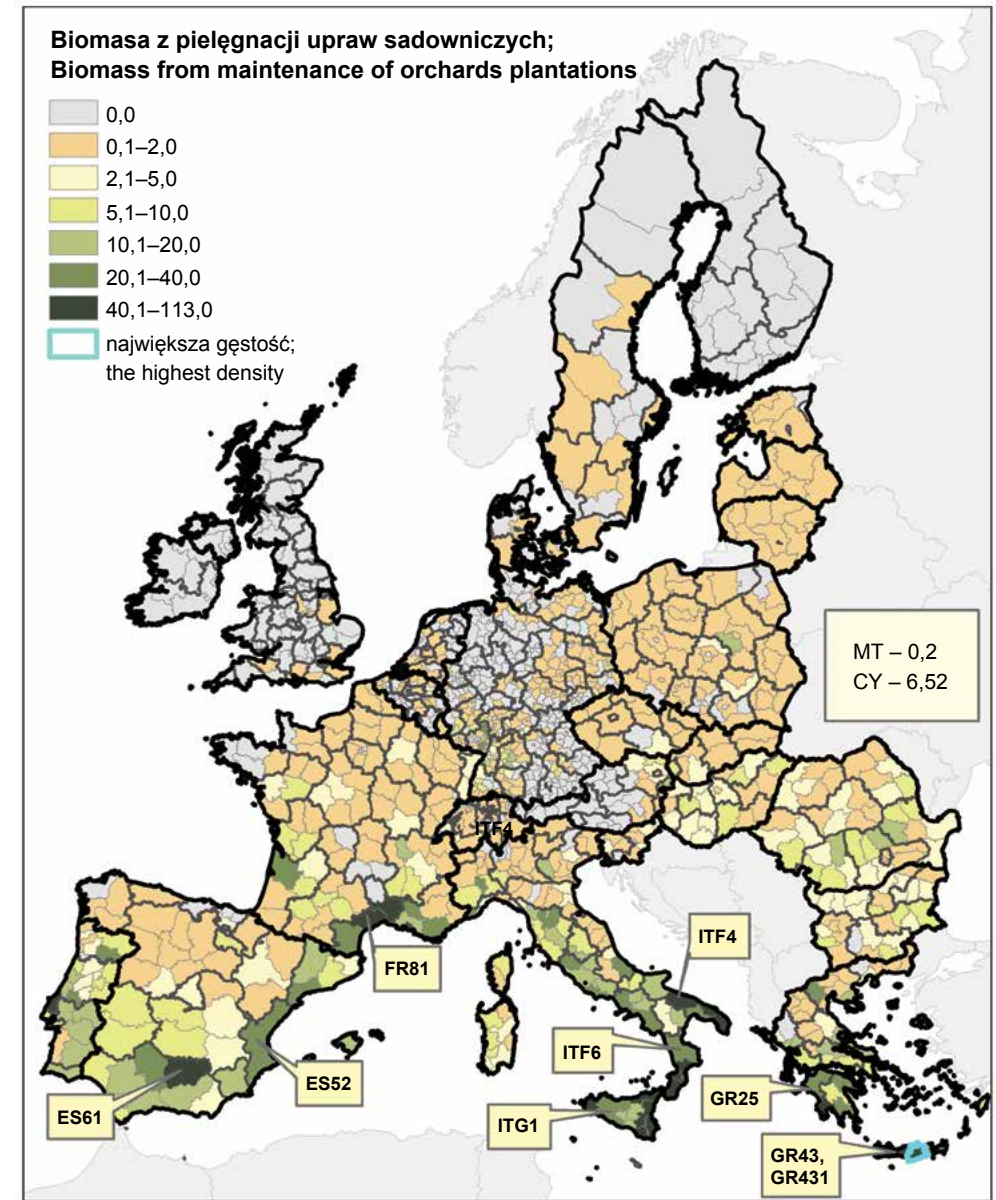 Biomasa z pielęgnacji upraw sadowniczych;
Biomass from maintenance of orchards plantations
0,0
0,1–2,0
2,1–5,0
5,1–10,0
10,1–20,0
20,1–40,0
40,1–113,0
największa gęstość;
the highest density
MT – 0,2
CY – 6,52
ITF4
ITF4
FR81
ITF6
ES52
GR25
ES61
ITG1
GR43,
GR431